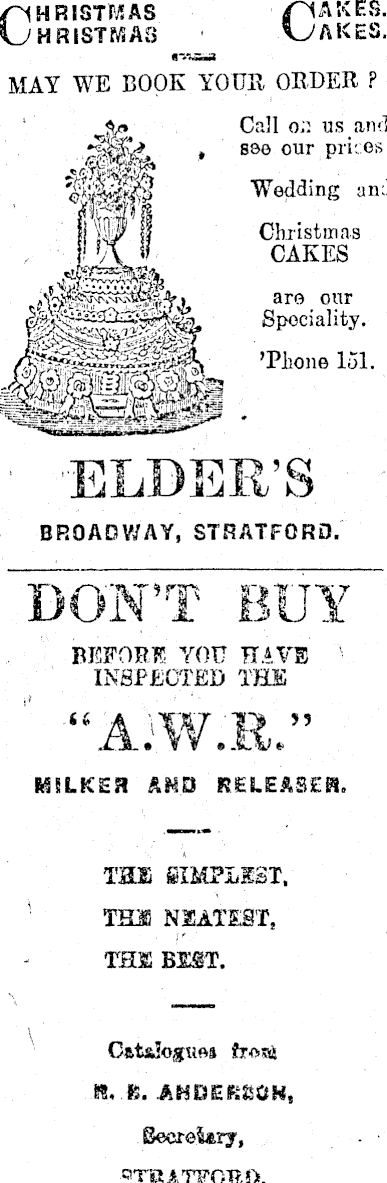 CHRISTMAS CAKES.
CHRISTMAS CAKES.
MAY WE BOOK YOUR ORDER ?
Call on us and
see our prices
Wedding and
Christmas
CAKES
are our
Speciality.
'Phone 151.
ELDER'S
BROADWAY, STRATFORD.
DON'T BUY
BEFORE YOU HAVE
INSPECTED THE
"A.W.R."
MILKER AND RELEASER.
THE SIMPLEST,
THE NEATEST,
THE BEST.
Catalogues from
R. B. ANDERSON,
Secretary,
STRATFORD.